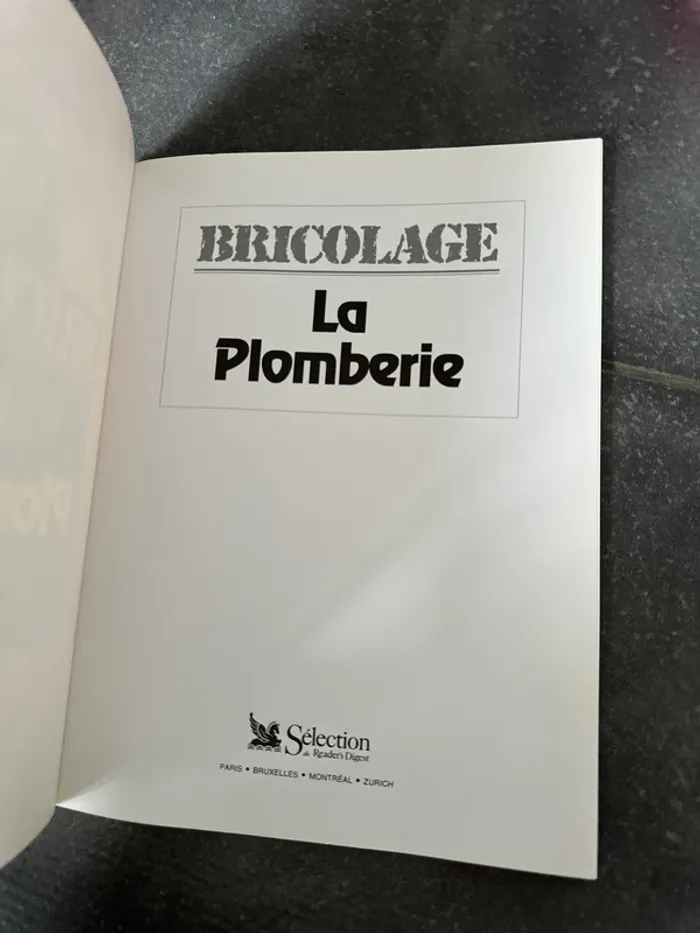 BRICOLAGE
La
Plomberie
Sélection
du Reader's Digest
PARIS • BRUXELLES • MONTRÉAL • ZURICH